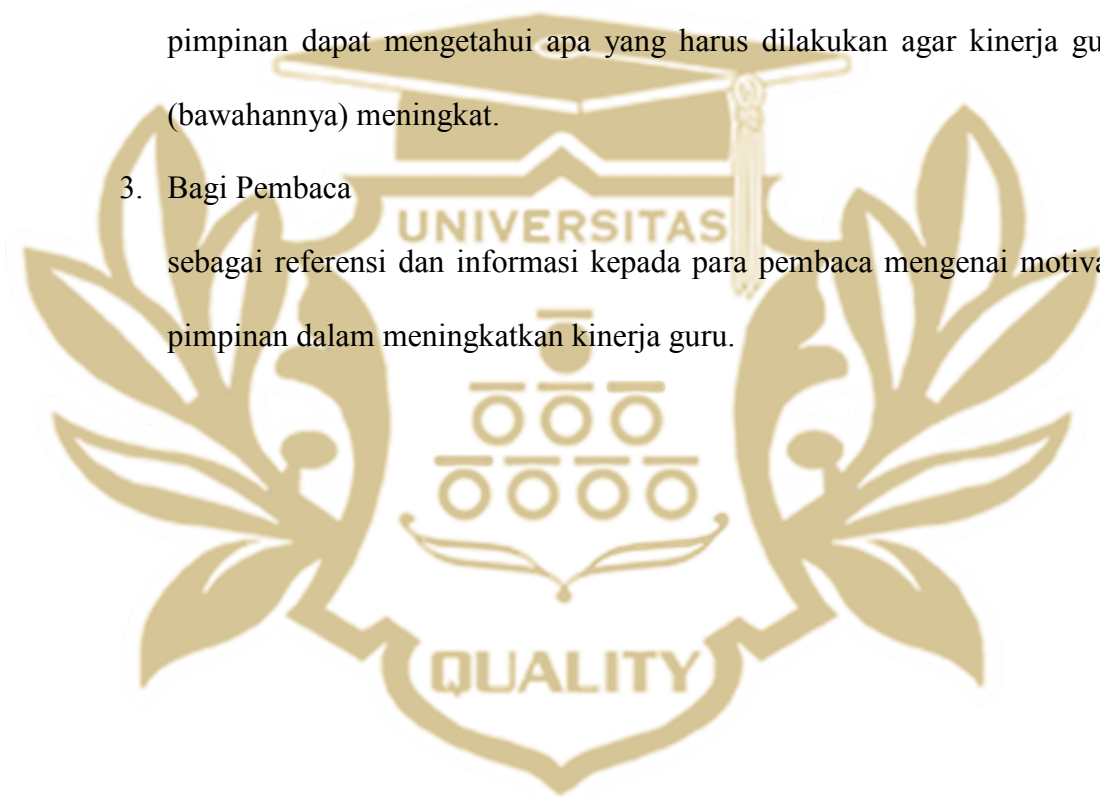 pimpinan dapat mengetahui apa yang harus dilakukan agar kinerja gu
(bawahannya) meningkat.
3. Bagi Pembaca
UNIVERSITAS
sebagai referensi dan informasi kepada para pembaca mengenai motiva
pimpinan dalam meningkatkan kinerja guru.
QUALITY